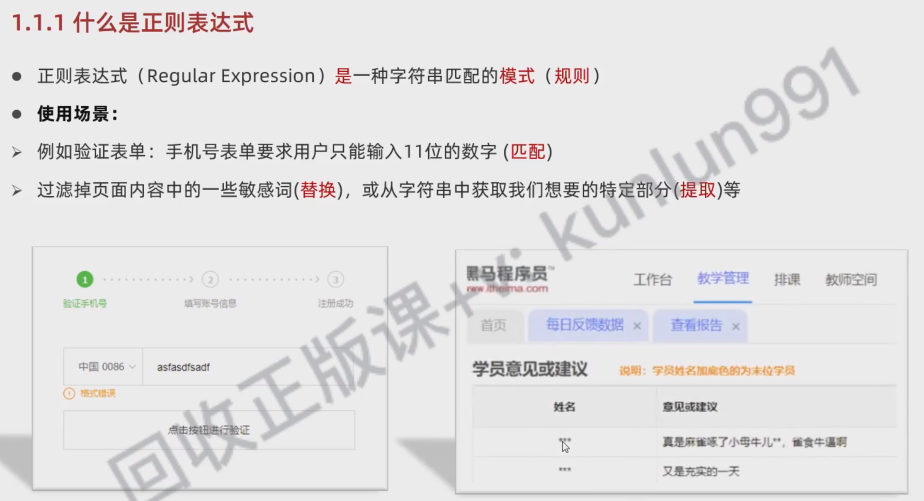 1.1.1 什么是正则表达式
● 正则表达式（Regular Expression）是一种字符串匹配的模式（规则）
● 使用场景：
➢ 例如验证表单：手机号表单要求用户只能输入11位的数字 (匹配)
➢ 过滤掉页面内容中的一些敏感词(替换)，或从字符串中获取我们想要的特定部分(提取)等
1 2 3
验证手机号 填写账号信息 注册成功
中国 0086 asfasdfsadf
格式错误
点击按钮进行验证
黑马程序员
www.itheima.com
工作台 教学管理 排课 教师空间
首页 每日反馈数据 × 查看报告 ×
学员意见或建议 说明：学员姓名加底色的为末位学员
姓名 意见或建议
*** 真是麻雀啄了小母牛儿**，雀食牛逼啊
*** 又是充实的一天
回收正版课+v: kunlun991